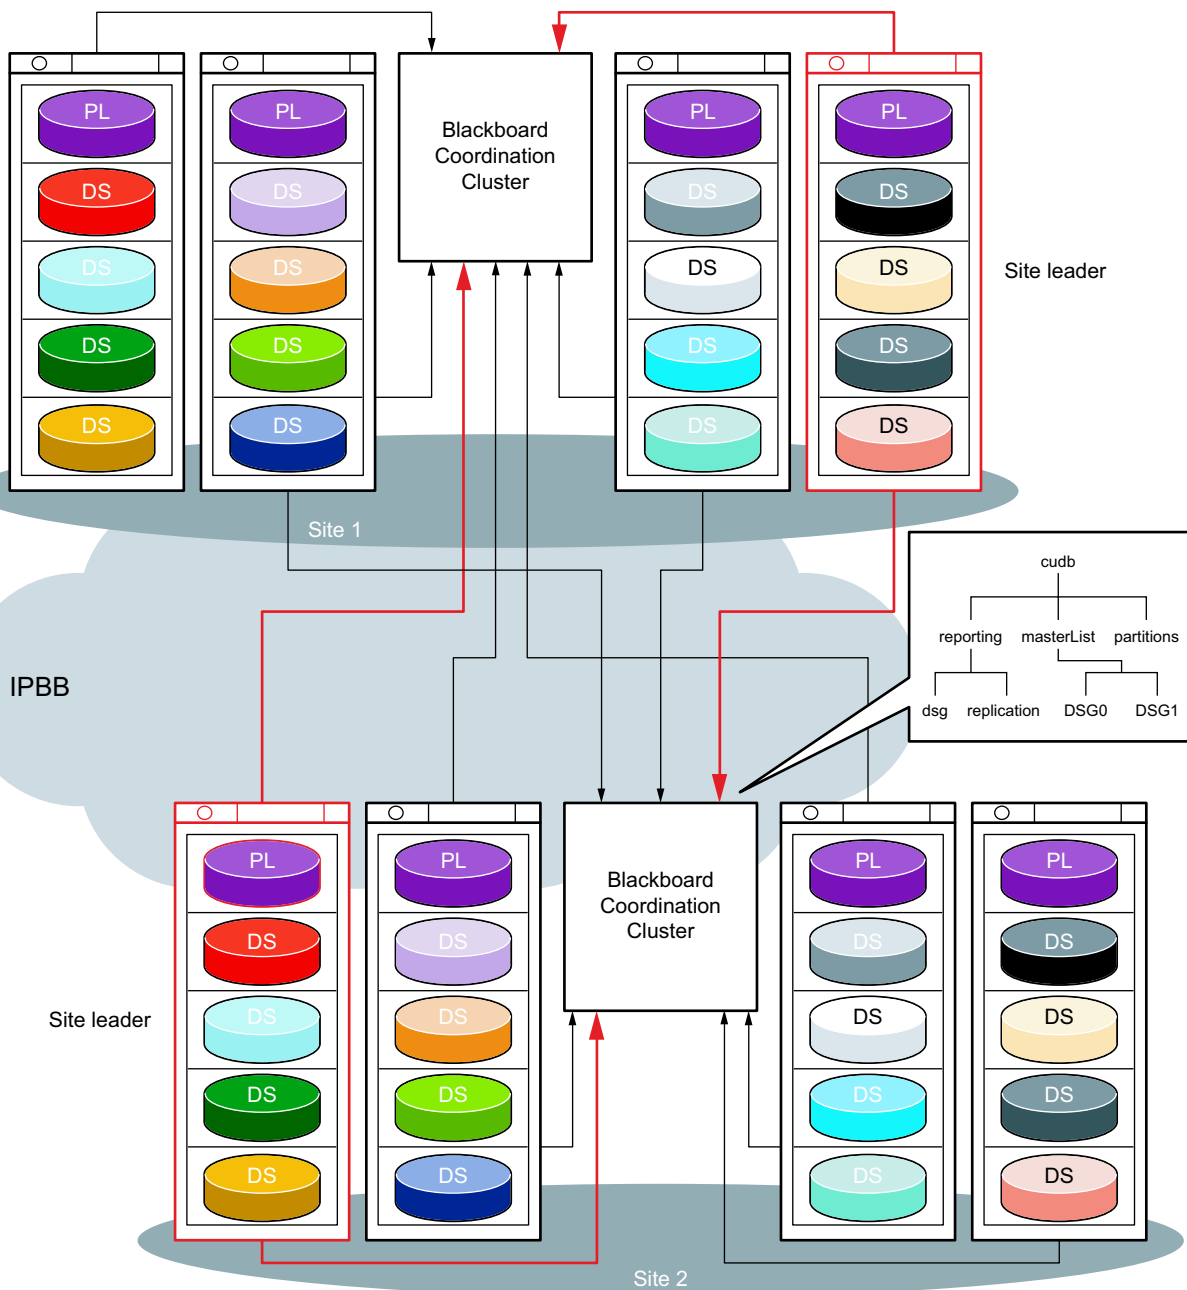 PL
PL
PL
PL
Blackboard
Coordination
Cluster
DS
DS
DS
DS
DS
DS
DS
DS
Site leader
DS
DS
DS
DS
DS
DS
DS
DS
Site 1
cudb
reporting
masterList
partitions
IPBB
dsg
replication
DSG0
DSG1
PL
PL
PL
PL
Blackboard
Coordination
Cluster
DS
DS
DS
DS
Site leader
DS
DS
DS
DS
DS
DS
DS
DS
DS
DS
DS
DS
Site 2